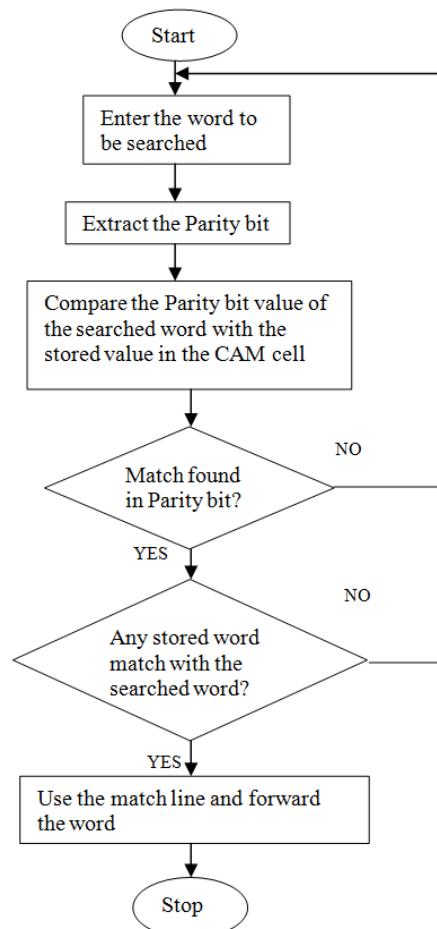 Start
Enter the word to
be searched
Extract the Parity bit
Compare the Parity bit value of
the searched word with the
stored value in the CAM cell
NO
Match found
in Parity bit?
YES
NO
Any stored word
match with the
searched word?
YES
Use the match line and forward
the word
Stop